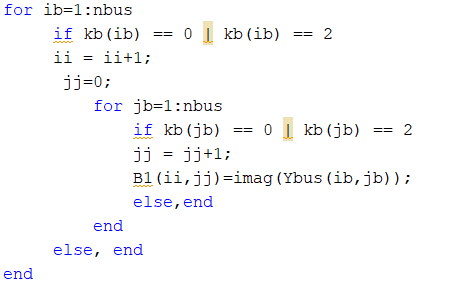 for ib=1:nbus
if kb(ib) == 0 | kb(ib) == 2
ii = ii+1;
jj=0;
for jb=1:nbus
if kb(jb) == 0 | kb(jb) == 2
jj = jj+1;
B1(ii,jj)=imag(Ybus(ib,jb));
else,end
end
else, end
end